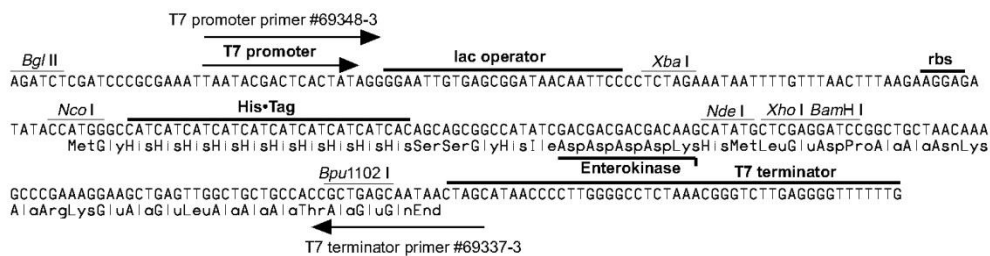 T7 promoter primer #69348-3
Bgl II T7 promoter lac operator Xba I rbs
AGATCTCGATCCCGCGAAATTAATACGACTCACTATAGGGGAATTGTGAGCGGATAACAATTCCCCTCTAGAAATAATTTTGTTTAACTTTAAGAAGGAGA
Nco I His•Tag Nde I Xho I BamH I
TATACCATGGGCCATCATCATCATCATCATCATCATCATCACAGCAGCGGCCATATCGACGACGACGACAAGCATATGCTCGAGGATCCGGCTGCTAACAAA
MetGlyHisHisHisHisHisHisHisHisHisHisSerSerGlyHisIleAspAspAspAspLysHisMetLeuGluAspProAlaAlaAsnLys
Enterokinase
Bpu1102 I T7 terminator
GCCCGAAAGGAAGCTGAGTTGGCTGCTGCCACCGCTGAGCAATAACTAGCATAACCCCTTGGGGCCTCTAAACGGGTCTTGAGGGGTTTTTTG
AlaArgLysGluAlaGluLeuAlaAlaAlaThrAlaGluGlnEnd
T7 terminator primer #69337-3